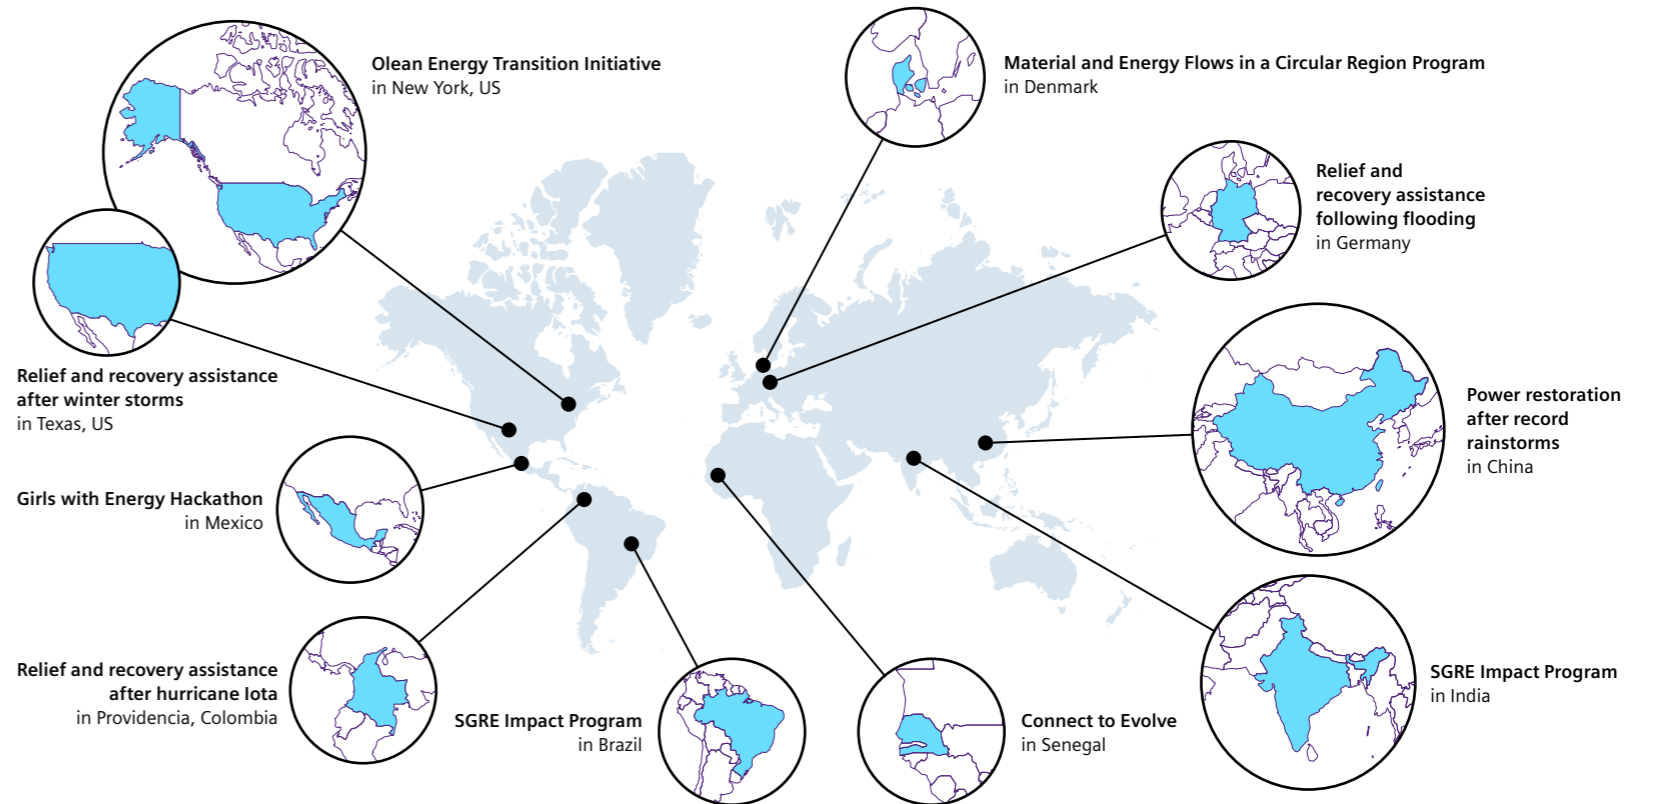 Olean Energy Transition Initiative
in New York, US
Material and Energy Flows in a Circular Region Program
in Denmark
Relief and
recovery assistance
following flooding
in Germany
Relief and recovery assistance
after winter storms
in Texas, US
Power restoration
after record
rainstorms
in China
Girls with Energy Hackathon
in Mexico
Relief and recovery assistance
after hurricane Iota
in Providencia, Colombia
SGRE Impact Program
in Brazil
Connect to Evolve
in Senegal
SGRE Impact Program
in India